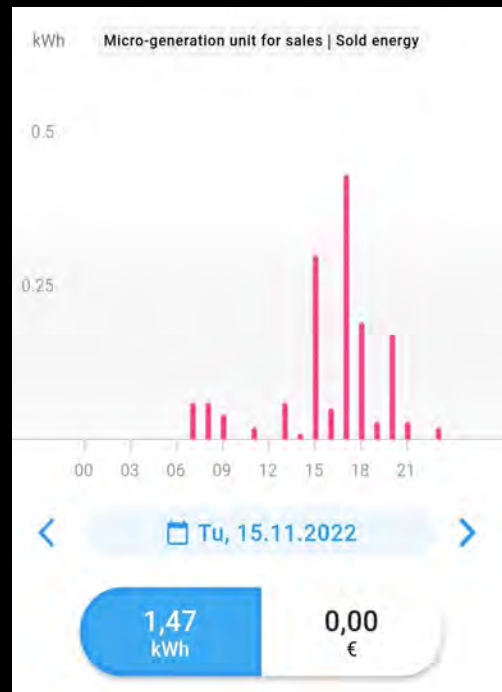 kWh Micro-generation unit for sales | Sold energy
0.5
0.25
00 03 06 09 12 15 18 21
Tu, 15.11.2022
1,47 0,00
kWh €